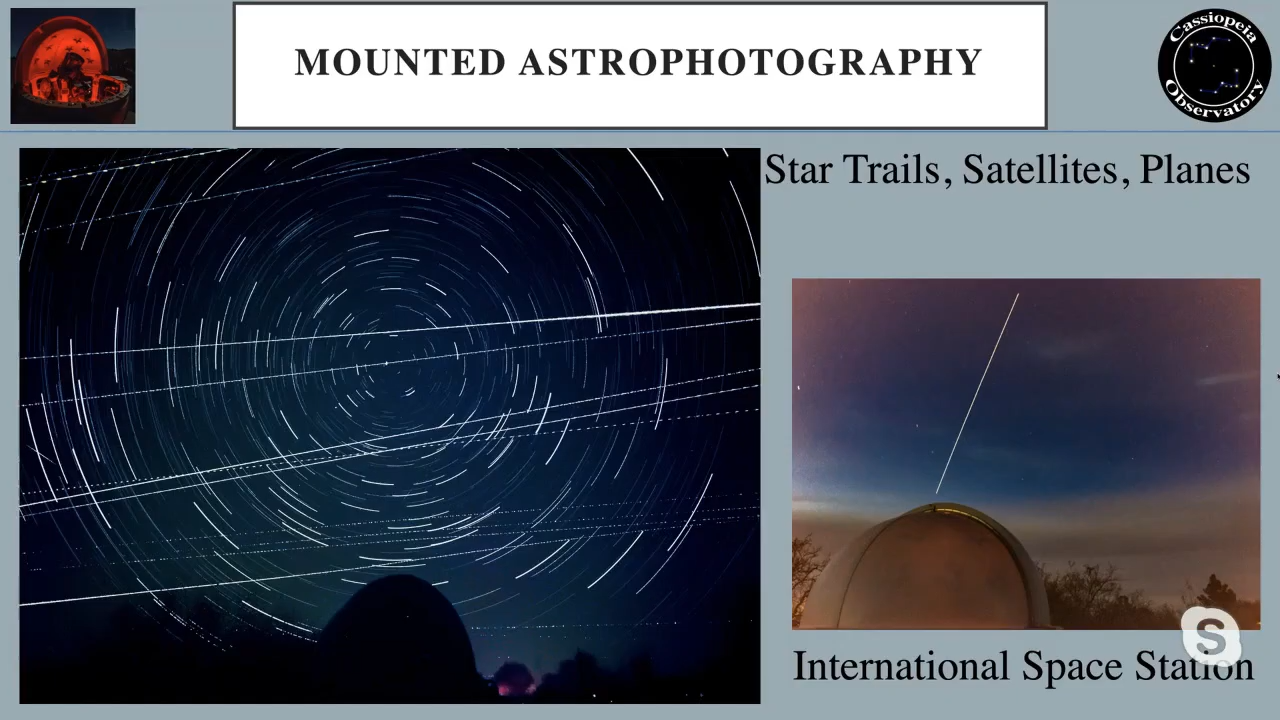 MOUNTED ASTROPHOTOGRAPHY
Cassiopeia
Observatory
Star Trails, Satellites, Planes
International Space Station
S